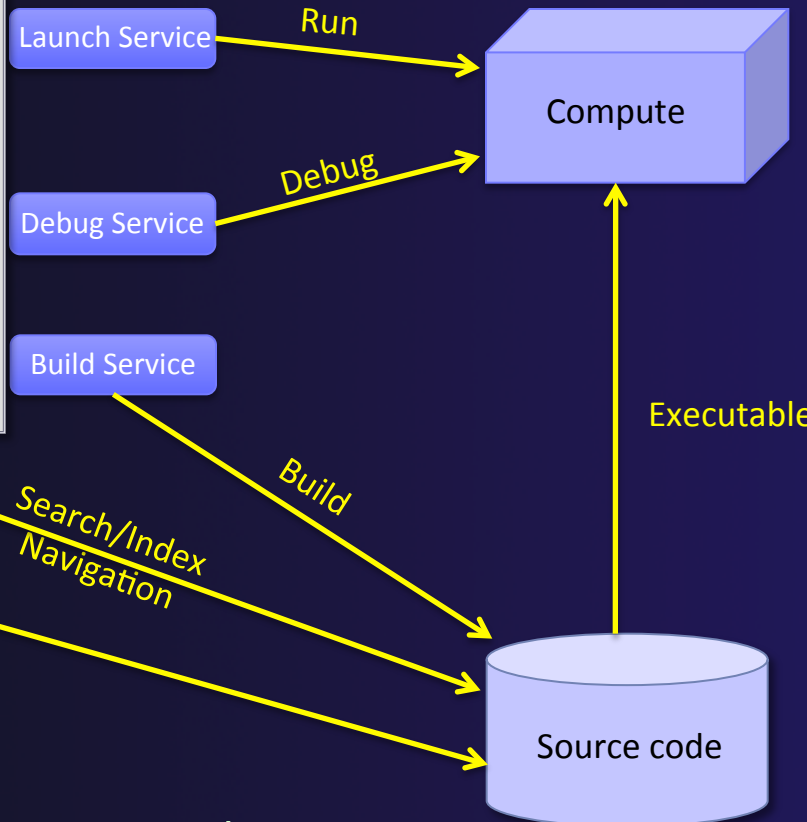 Launch Service
Run
Compute
Debug
Debug Service
Build Service
Executable
Build
Search/Index
Navigation
Source code